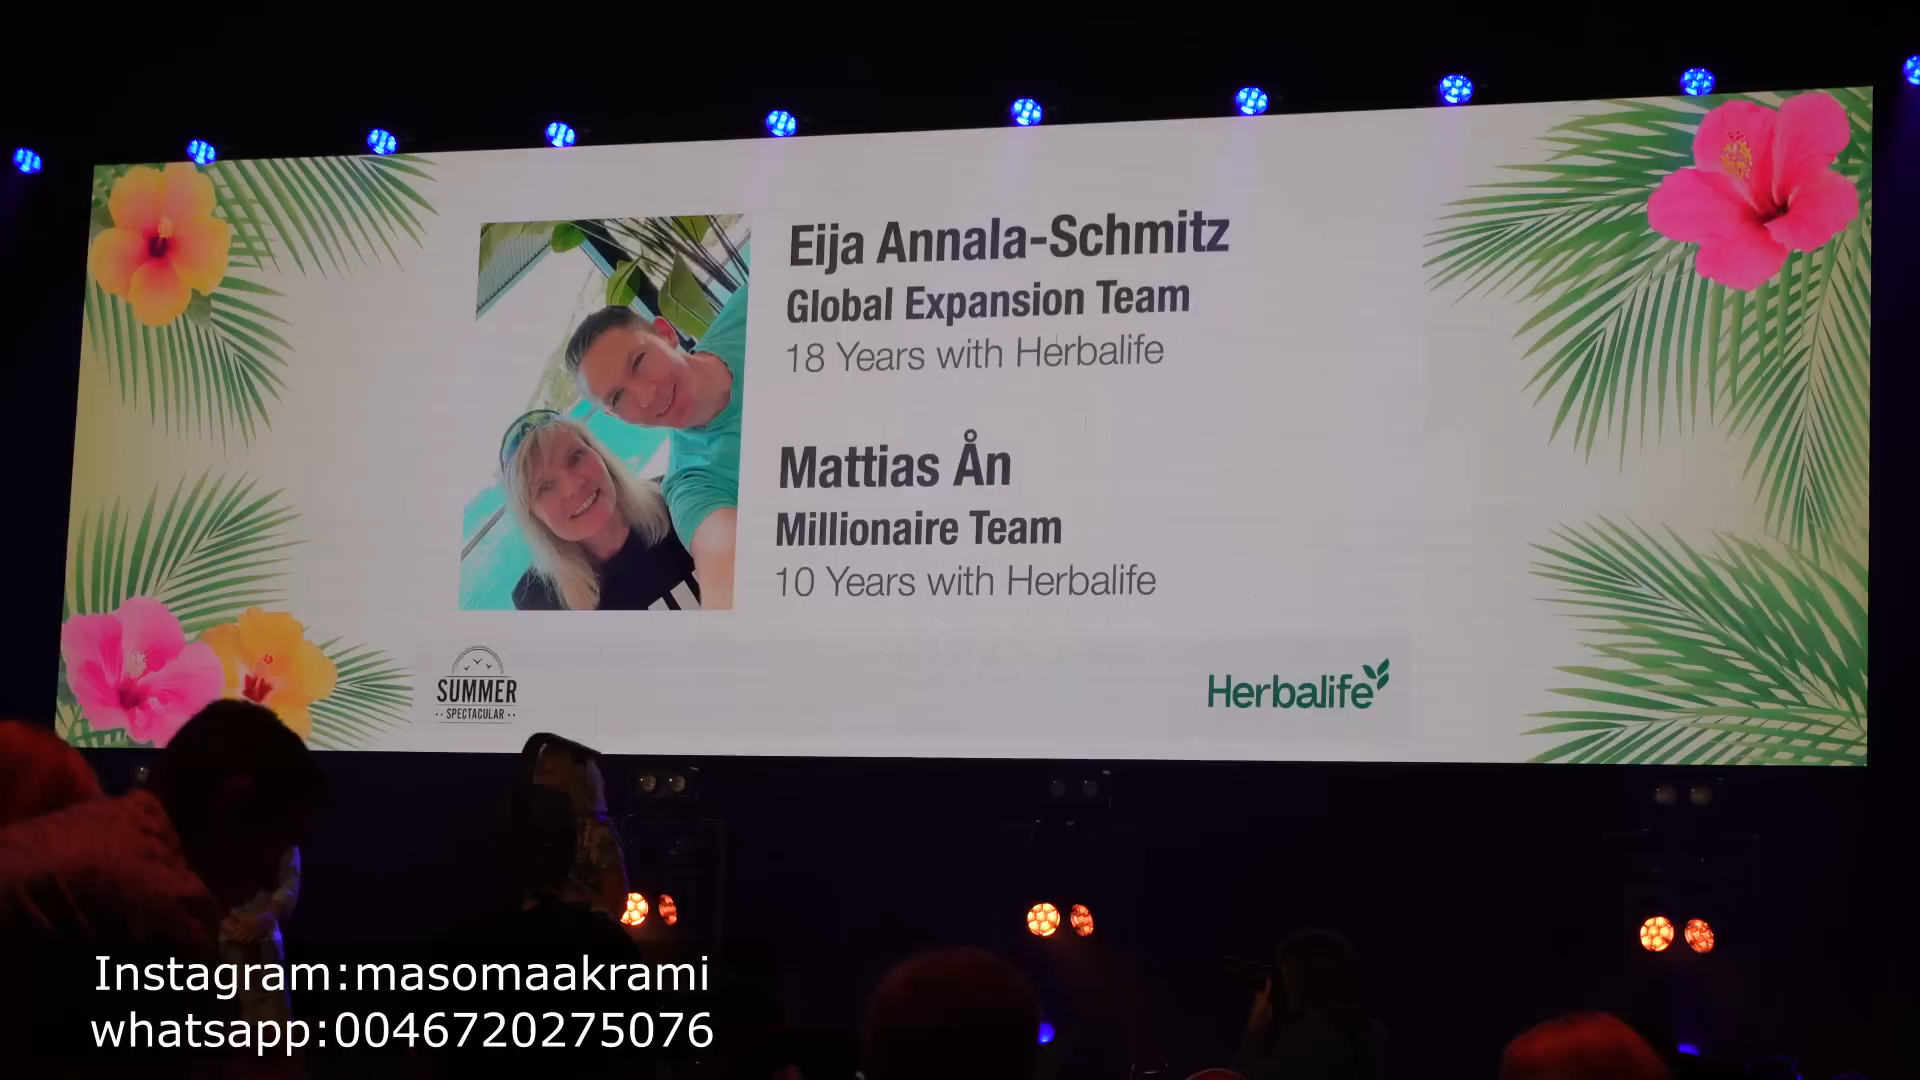 Eija Annala-Schmitz
Global Expansion Team
18 Years with Herbalife
Mattias Ån
Millionaire Team
10 Years with Herbalife
SUMMER
SPECTACULAR
Herbalife
Instagram:masomaakrami
whatsapp:0046720275076